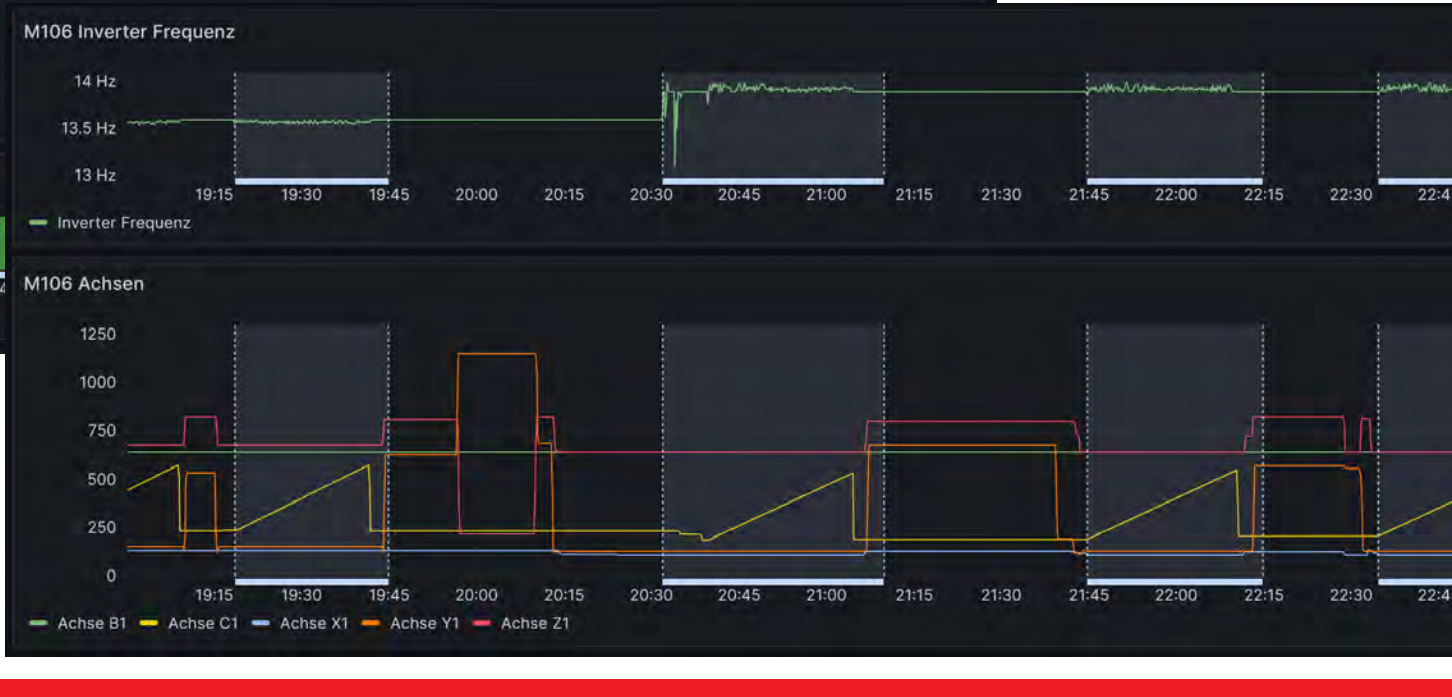 M106 Inverter Frequenz
14 Hz
13.5 Hz
13 Hz
19:15 19:30 19:45 20:00 20:15 20:30 20:45 21:00 21:15 21:30 21:45 22:00 22:15 22:30 22:4
Inverter Frequenz
M106 Achsen
1250
1000
750
500
250
0
19:15 19:30 19:45 20:00 20:15 20:30 20:45 21:00 21:15 21:30 21:45 22:00 22:15 22:30 22:4
Achse B1 Achse C1 Achse X1 Achse Y1 Achse Z1